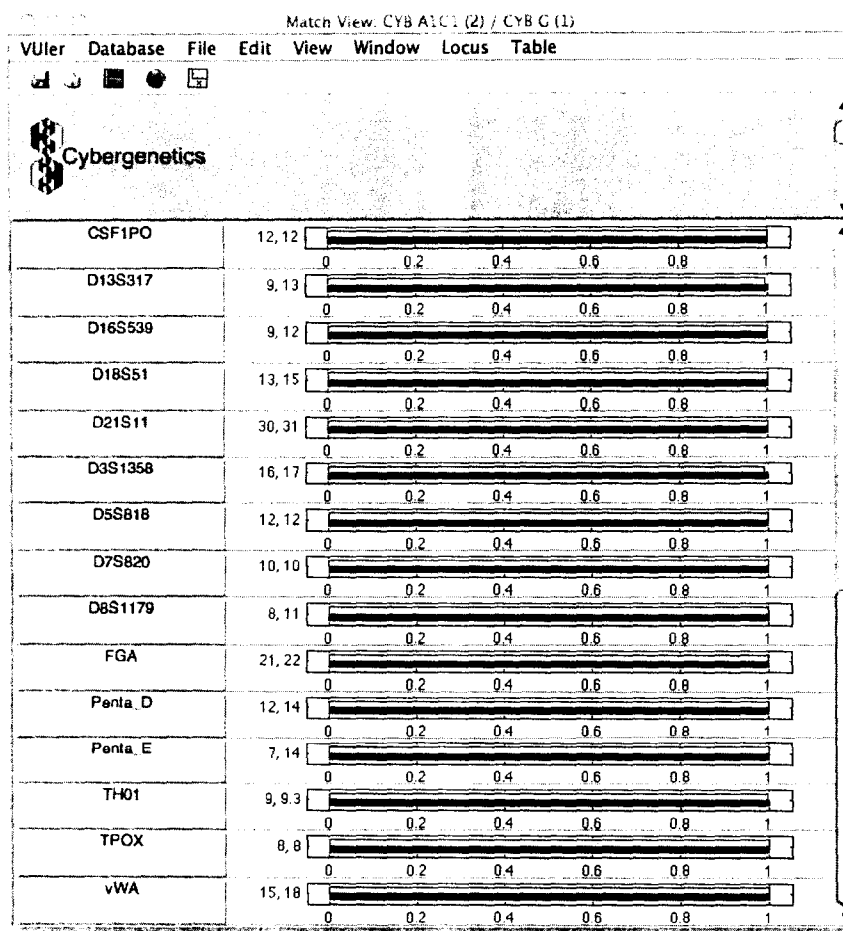 Match View: CYB A1C1 (2) / CYB G (1)
VUler Database File Edit View Window Locus Table
Cybergenetics
CSF1PO 12, 12
0 0.2 0.4 0.6 0.8 1
D13S317 9, 13
0 0.2 0.4 0.6 0.8 1
D16S539 9, 12
0 0.2 0.4 0.6 0.8 1
D18S51 13, 15
0 0.2 0.4 0.6 0.8 1
D21S11 30, 31
0 0.2 0.4 0.6 0.8 1
D3S1358 16, 17
0 0.2 0.4 0.6 0.8 1
D5S818 12, 12
0 0.2 0.4 0.6 0.8 1
D7S820 10, 10
0 0.2 0.4 0.6 0.8 1
D8S1179 8, 11
0 0.2 0.4 0.6 0.8 1
FGA 21, 22
0 0.2 0.4 0.6 0.8 1
Penta_D 12, 14
0 0.2 0.4 0.6 0.8 1
Penta_E 7, 14
0 0.2 0.4 0.6 0.8 1
TH01 9, 9.3
0 0.2 0.4 0.6 0.8 1
TPOX 8, 8
0 0.2 0.4 0.6 0.8 1
vWA 15, 18
0 0.2 0.4 0.6 0.8 1